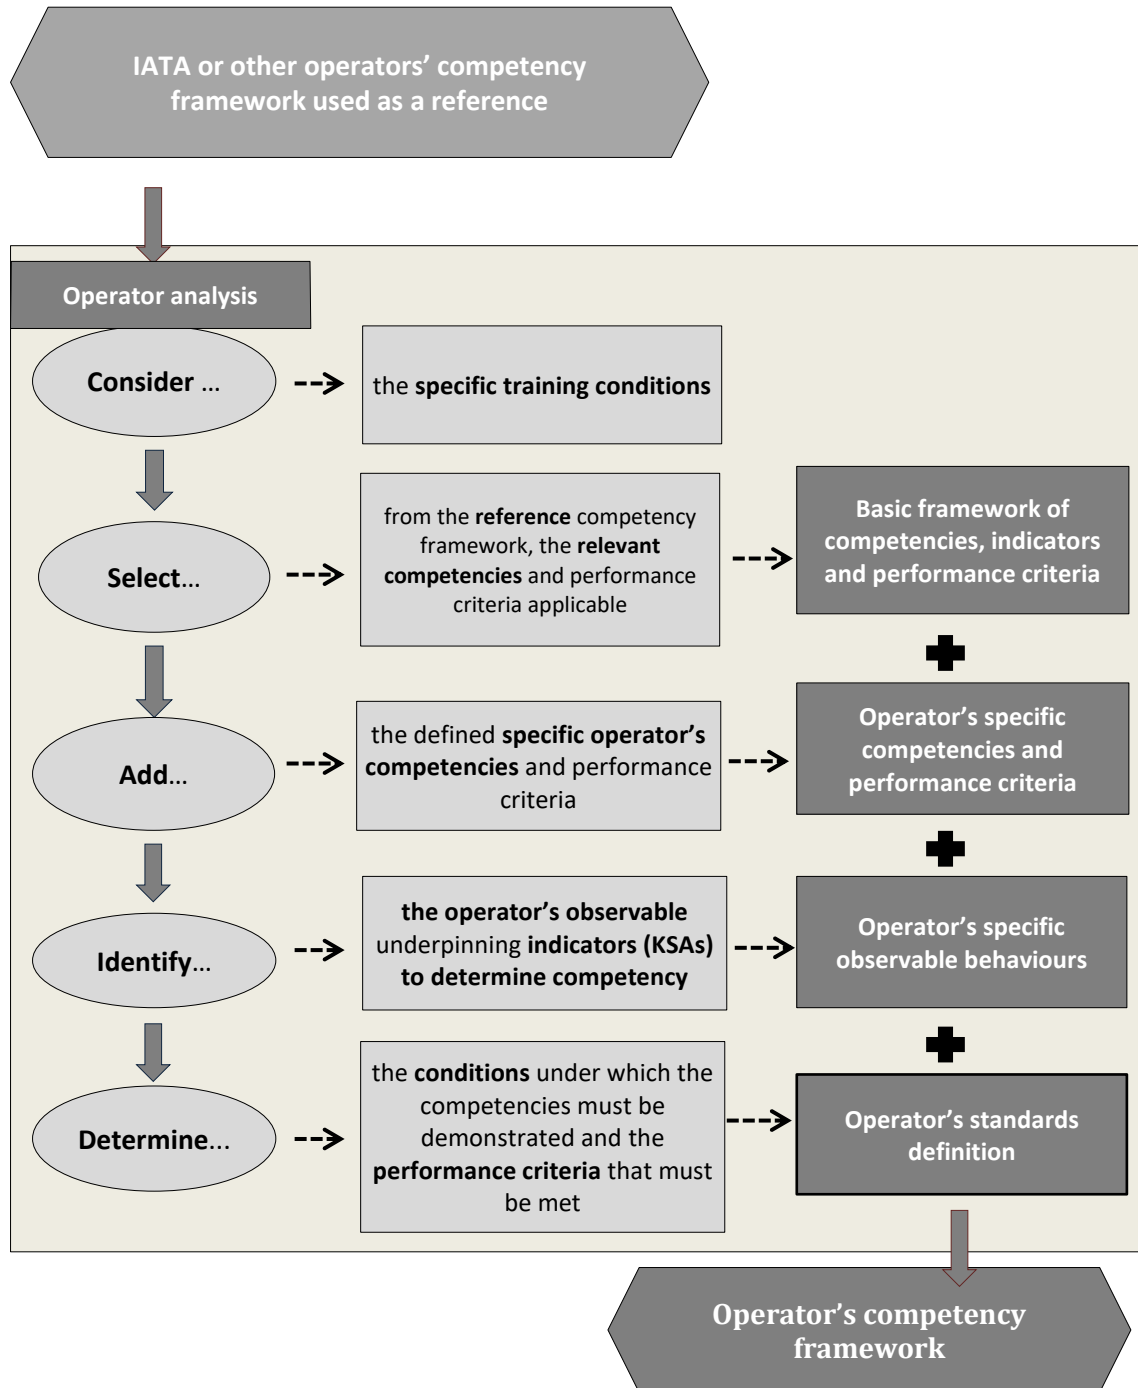 IATA or other operators’ competency
framework used as a reference
Operator analysis
Consider ...
the specific training conditions
Select...
from the reference competency
framework, the relevant
competencies and performance
criteria applicable
Basic framework of
competencies, indicators
and performance criteria
Add...
the defined specific operator’s
competencies and performance
criteria
Operator’s specific
competencies and
performance criteria
Identify...
the operator’s observable
underpinning indicators (KSAs)
to determine competency
Operator’s specific
observable behaviours
Determine...
the conditions under which the
competencies must be
demonstrated and the
performance criteria that must
be met
Operator’s standards
definition
Operator’s competency
framework